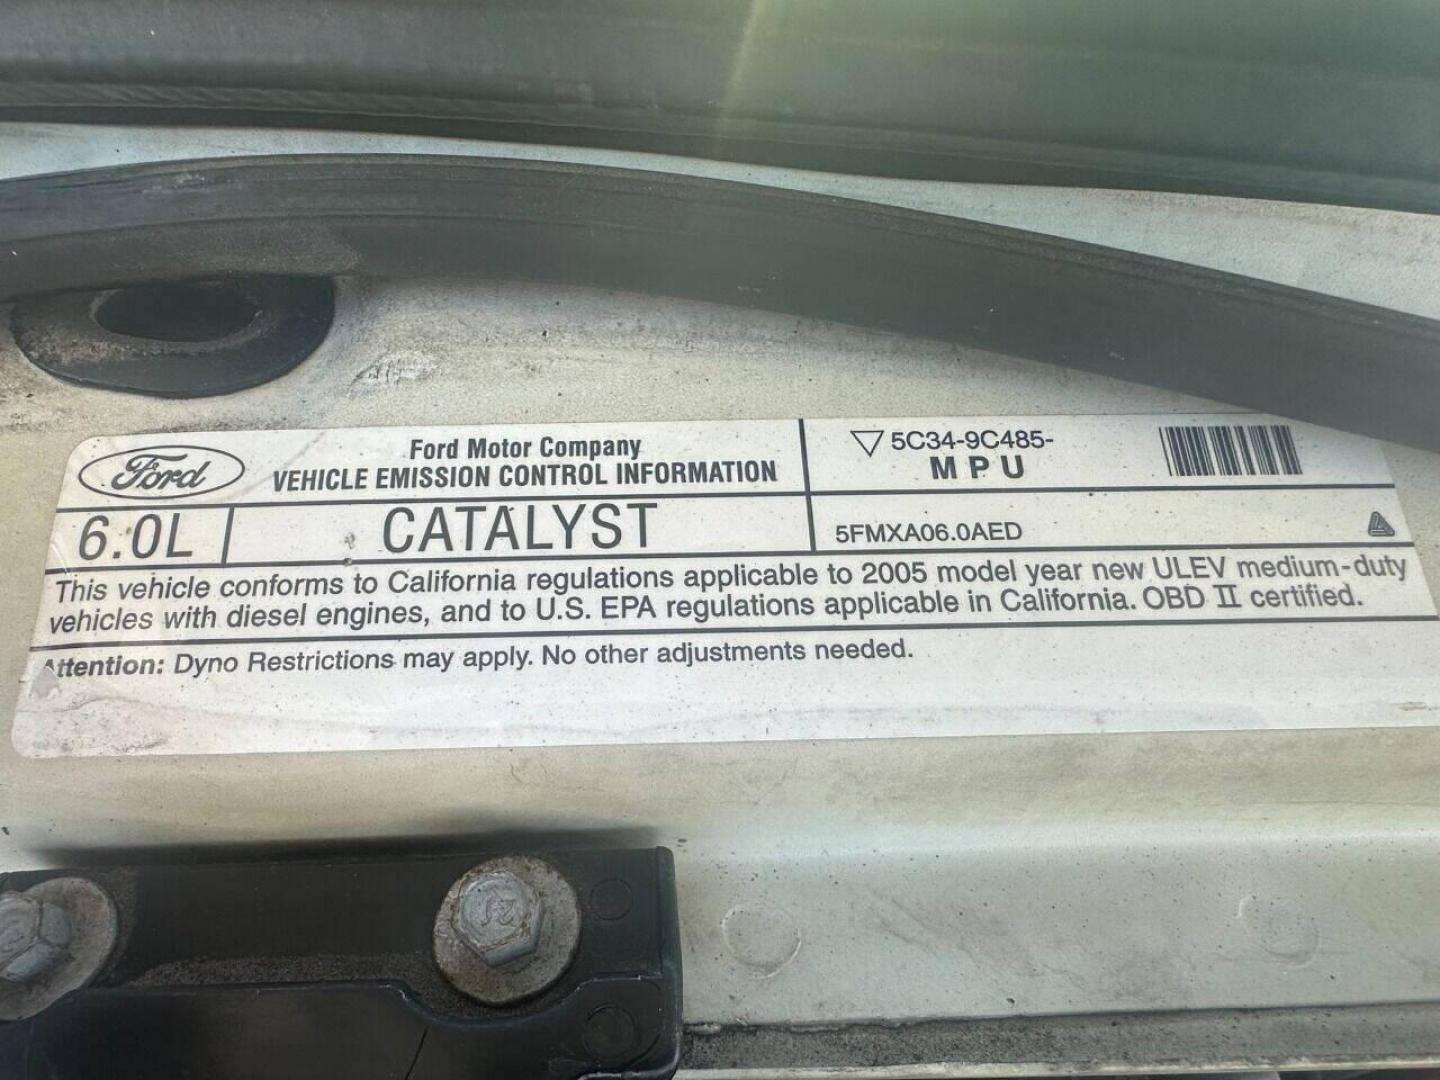 Ford
Ford Motor Company
VEHICLE EMISSION CONTROL INFORMATION
5C34-9C485-
M P U
6.0L
CATALYST
5FMXA06.0AED
This vehicle conforms to California regulations applicable to 2005 model year new ULEV medium-duty
vehicles with diesel engines, and to U.S. EPA regulations applicable in California. OBD II certified.
Attention: Dyno Restrictions may apply. No other adjustments needed.